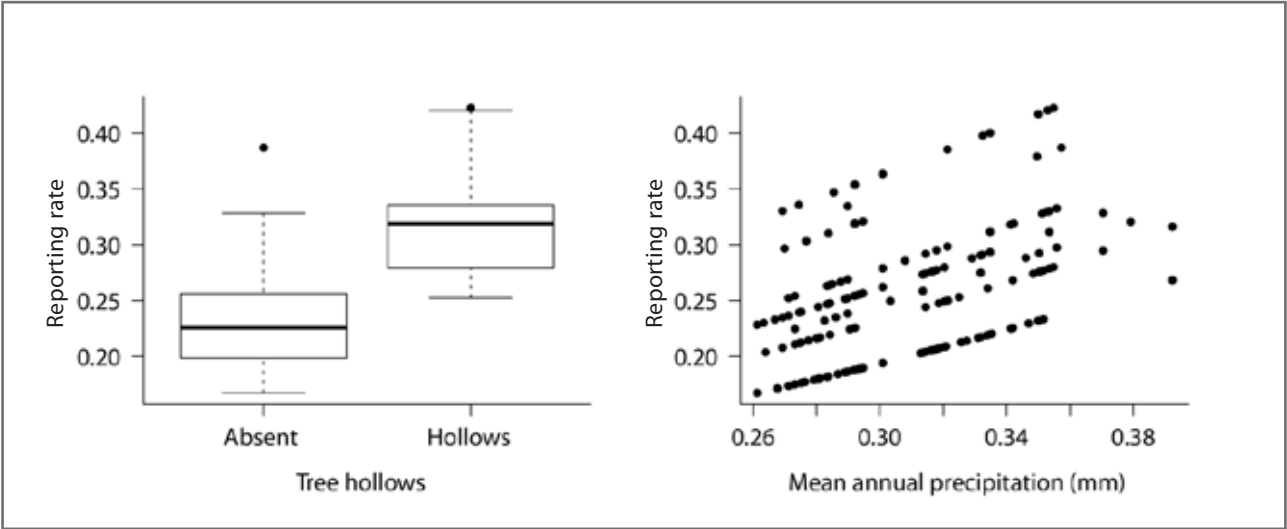 Reporting rate
0.40
0.35
0.30
0.25
0.20
Absent
Hollows
Tree hollows
Reporting rate
0.40
0.35
0.30
0.25
0.20
0.26
0.30
0.34
0.38
Mean annual precipitation (mm)